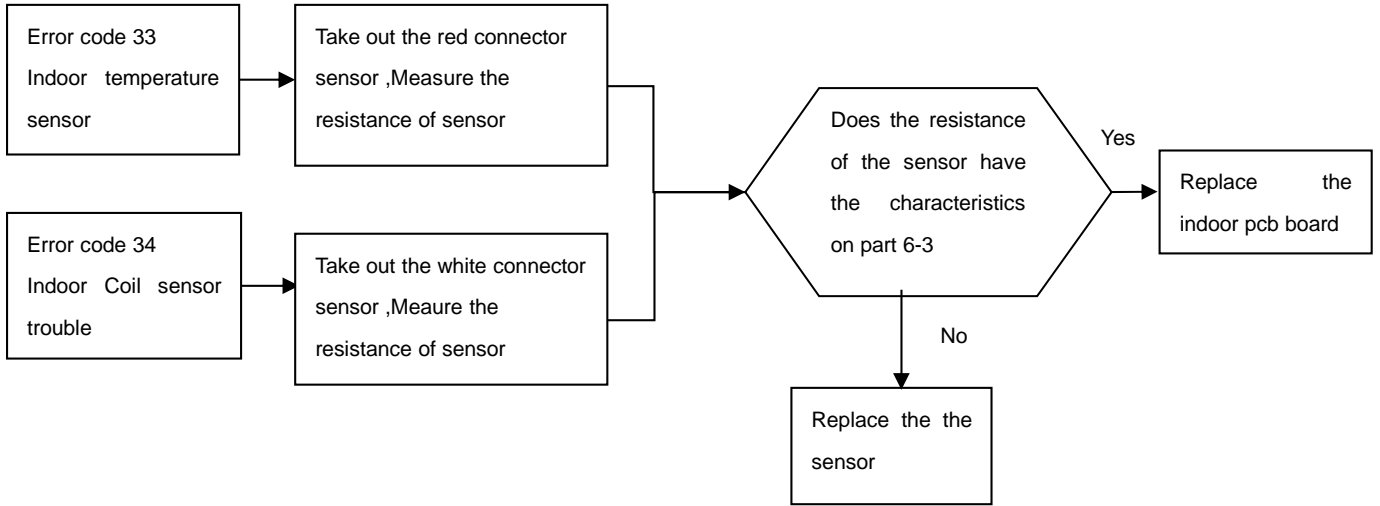 Error code 33
Indoor temperature
sensor
Take out the red connector
sensor ,Measure the
resistance of sensor
Error code 34
Indoor Coil sensor
trouble
Take out the white connector
sensor ,Meaure the
resistance of sensor
Does the resistance
of the sensor have
the characteristics
on part 6-3
Yes
Replace the
indoor pcb board
No
Replace the the
sensor